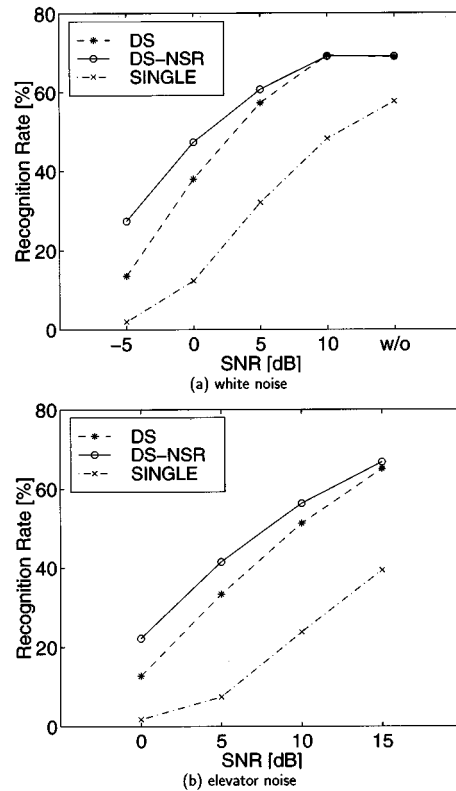 80
DS
DS-NSR
SINGLE
60
40
20
0
Recognition Rate [%]
-5 0 5 10 w/o
SNR [dB]
(a) white noise
80
DS
DS-NSR
SINGLE
60
40
20
0
Recognition Rate [%]
0 5 10 15
SNR [dB]
(b) elevator noise